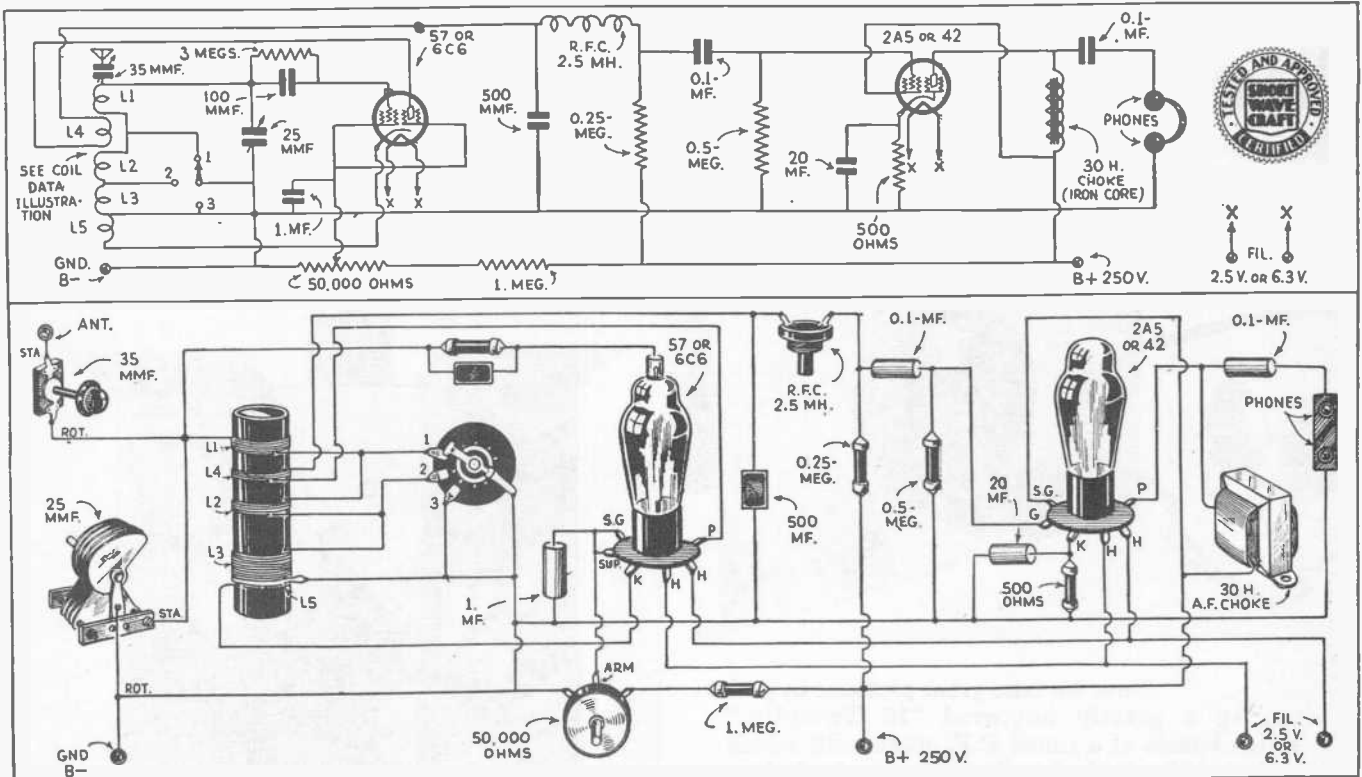 3 MEGS.
35 MMF.
L1
100
MMF.
L4
25
MMF
SEE COIL
DATA
ILLUSTRA-
TION
L2
2
1
L3
3
L5
1. MF.
X
X
GND.
B-
50,000 OHMS
1. MEG.
57 OR
6C6
R.F.C.
2.5 MH.
500
MMF.
0.25-
MEG.
0.1-
MF.
0.5-
MEG.
2A5 OR 42
20
MF.
X
X
500
OHMS
0.1-
MF.
PHONES
30 H.
CHOKE
(IRON CORE)
B+ 250 V.
TESTED AND APPROVED
SHORT
WAVE
CRAFT
CERTIFIED
X
X
FIL.
2.5 V. OR 6.3 V.
ANT.
STA
35
MMF.
ROT.
25
MMF.
STA
ROT.
GND
B-
L1
L4
L2
L3
L5
1
2
3
57 OR
6C6
S.G
SUP.
K
H
H
P
1.
MF.
ARM
50,000
OHMS
1. MEG.
R.F.C.
2.5 MH.
500
MF.
0.1-MF.
0.25-
MEG.
0.5-
MEG.
2A5
OR 42
S.G.
G
K
H
H
P
20
MF.
500
OHMS
0.1-MF.
PHONES
30 H.
A.F. CHOKE
B+ 250 V.
FIL.
2.5 V.
OR
6.3 V.